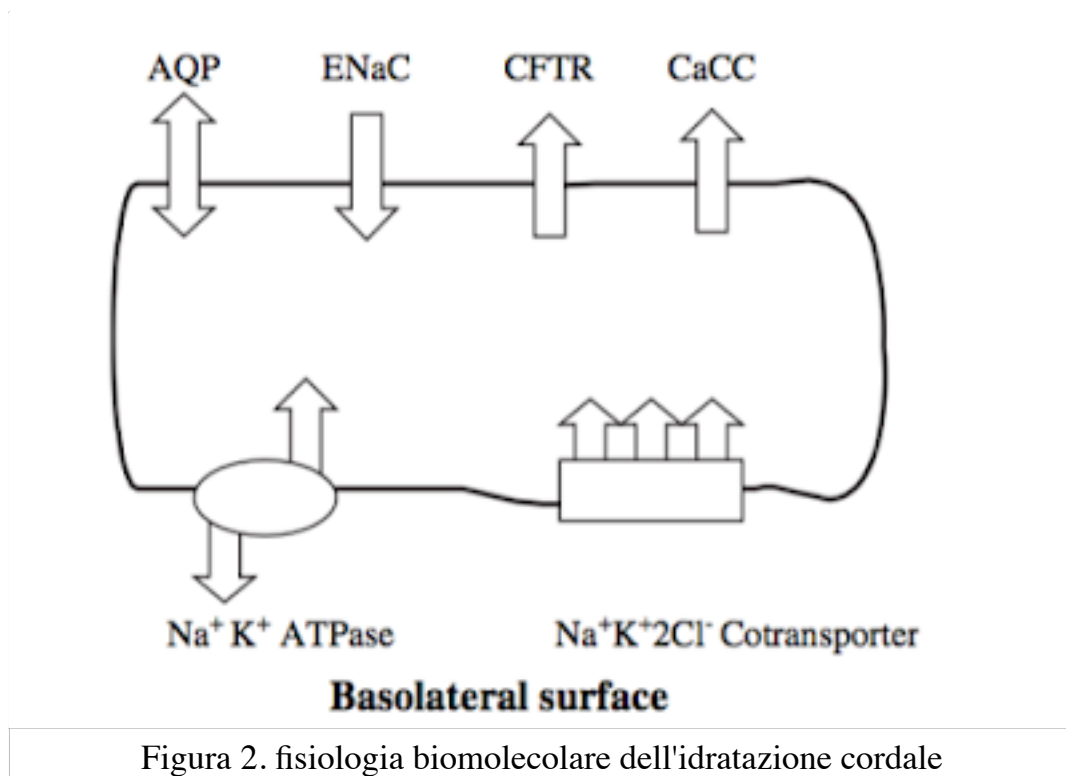 AQP ENaC CFTR CaCC
Na⁺ K⁺ ATPase Na⁺K⁺2Cl⁻ Cotransporter
Basolateral surface
Figura 2. fisiologia biomolecolare dell'idratazione cordale